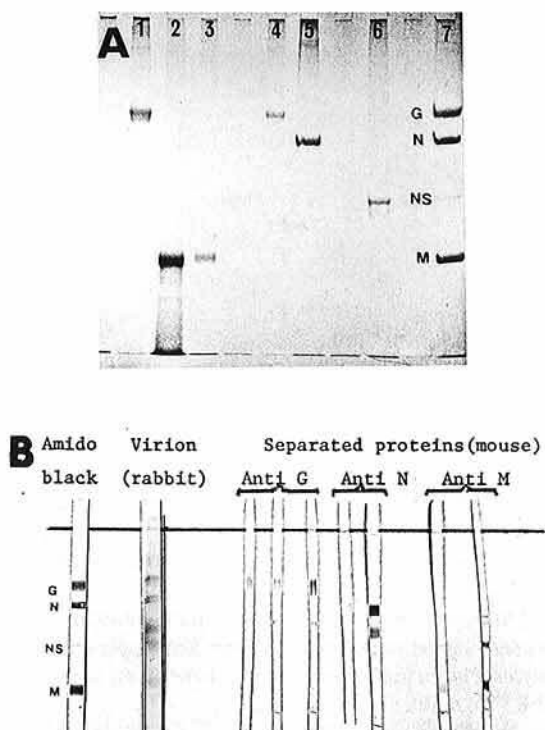 A
1 2 3 4 5 6 7
G
N
NS
M
B
Amido Virion Separated proteins(mouse)
black (rabbit) Anti G Anti N Anti M
G
N
NS
M